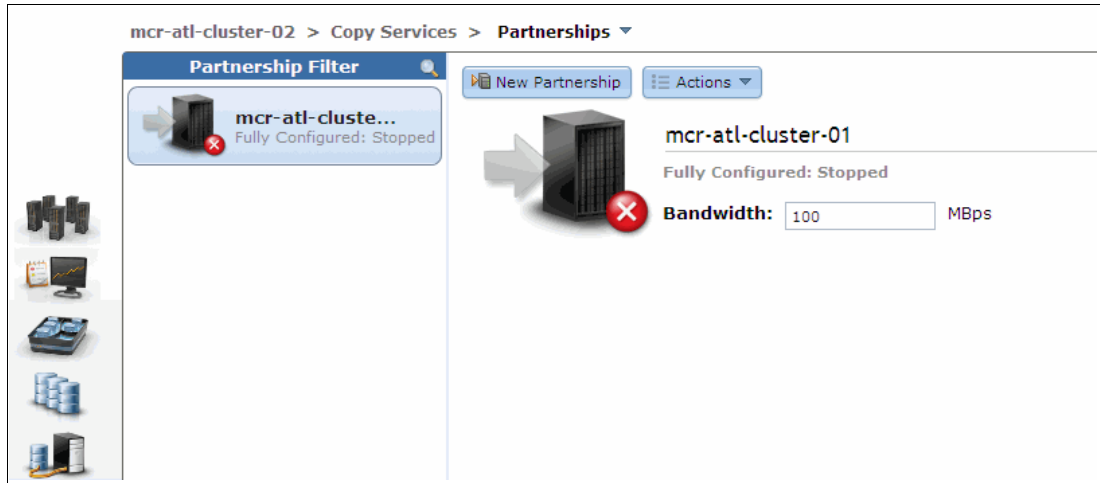 mcr-atl-cluster-02 > Copy Services > Partnerships
Partnership Filter
mcr-atl-cluste...
Fully Configured: Stopped
New Partnership
Actions
mcr-atl-cluster-01
Fully Configured: Stopped
Bandwidth: 100 MBps